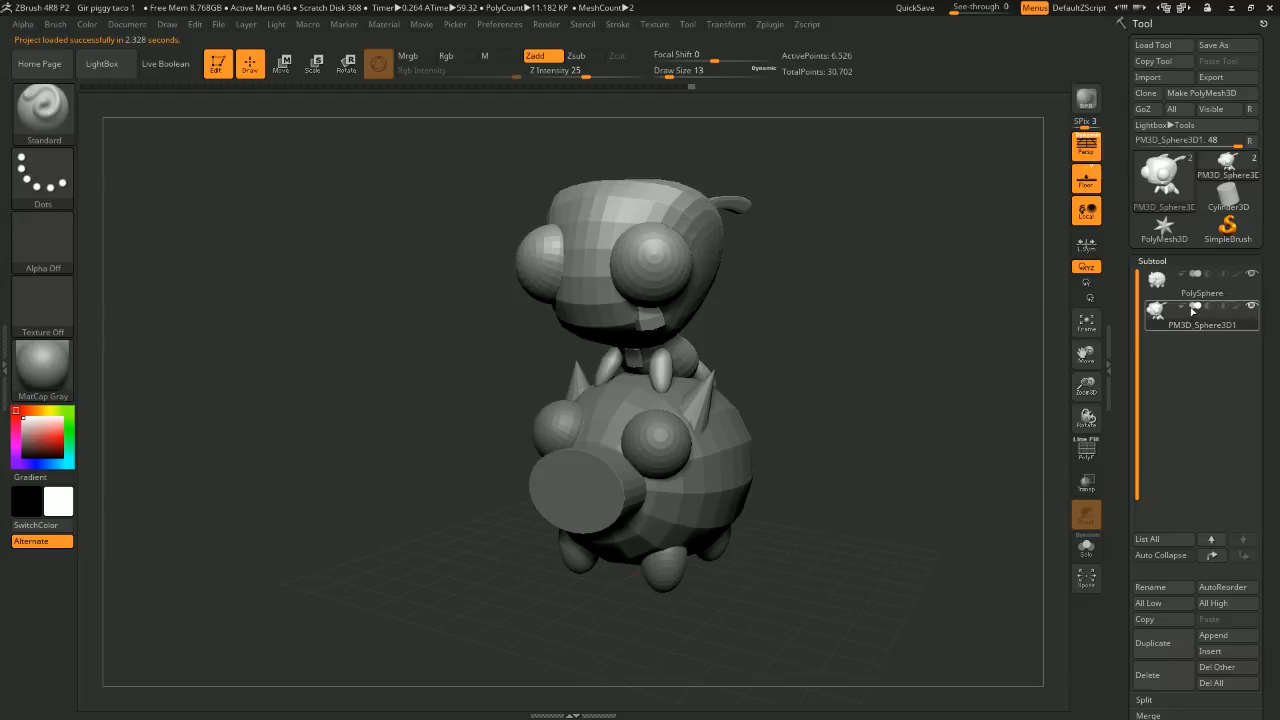 ZBrush 4R8 P2 Gir piggy taco 1 • Free Mem 8.768GB • Active Mem 646 • Scratch Disk 368 • Timer▶0.264 ATime▶59.32 • PolyCount▶11.182 KP • MeshCount▶2 QuickSave See-through 0 Menus DefaultZScript
Alpha Brush Color Document Draw Edit File Layer Light Macro Marker Material Movie Picker Preferences Render Stencil Stroke Texture Tool Transform Zplugin Zscript
Tool
Project loaded successfully in 2.328 seconds.
Home Page LightBox Live Boolean Edit Draw Move Scale Rotate
Mrgb Rgb M
Rgb Intensity
Zadd Zsub Zcut
Z Intensity 25
Focal Shift 0
Draw Size 13 Dynamic
ActivePoints: 6,526
TotalPoints: 30,702
Standard
Dots
Alpha Off
Texture Off
MatCap Gray
Gradient
SwitchColor
Alternate
BPR
SPix 3
Dynamic
Persp
Floor
Local
L.Sym
XYZ
Frame
Move
Zoom3D
Rotate
Line Fill
PolyF
Transp
Dynamic
Solo
Xpose
Load Tool Save As
Copy Tool Paste Tool
Import Export
Clone Make PolyMesh3D
GoZ All Visible R
Lightbox▶Tools
PM3D_Sphere3D1. 48 R
2 2
PM3D_Sphere3D
PM3D_Sphere3D Cylinder3D
PolyMesh3D SimpleBrush
Subtool
PolySphere
PM3D_Sphere3D1
List All
Auto Collapse
Rename AutoReorder
All Low All High
Copy Paste
Duplicate Append
Insert
Delete Del Other
Del All
Split
Merge